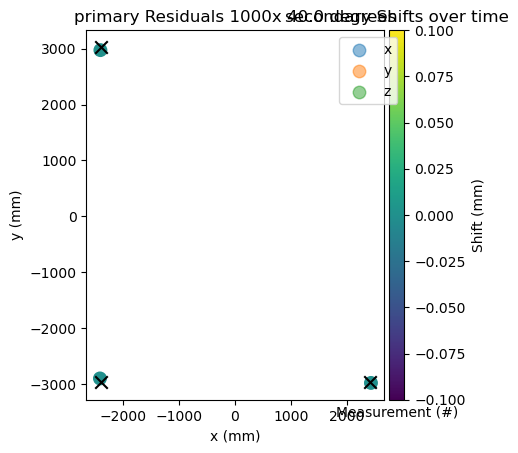 primary Residuals 1000x 40.0 degrees
secondary Shifts over time
x
y
z
3000
2000
1000
0
−1000
−2000
−3000
y (mm)
−2000
−1000
0
1000
2000
x (mm)
0.100
0.075
0.050
0.025
0.000
−0.025
−0.050
−0.075
−0.100
Shift (mm)
Measurement (#)